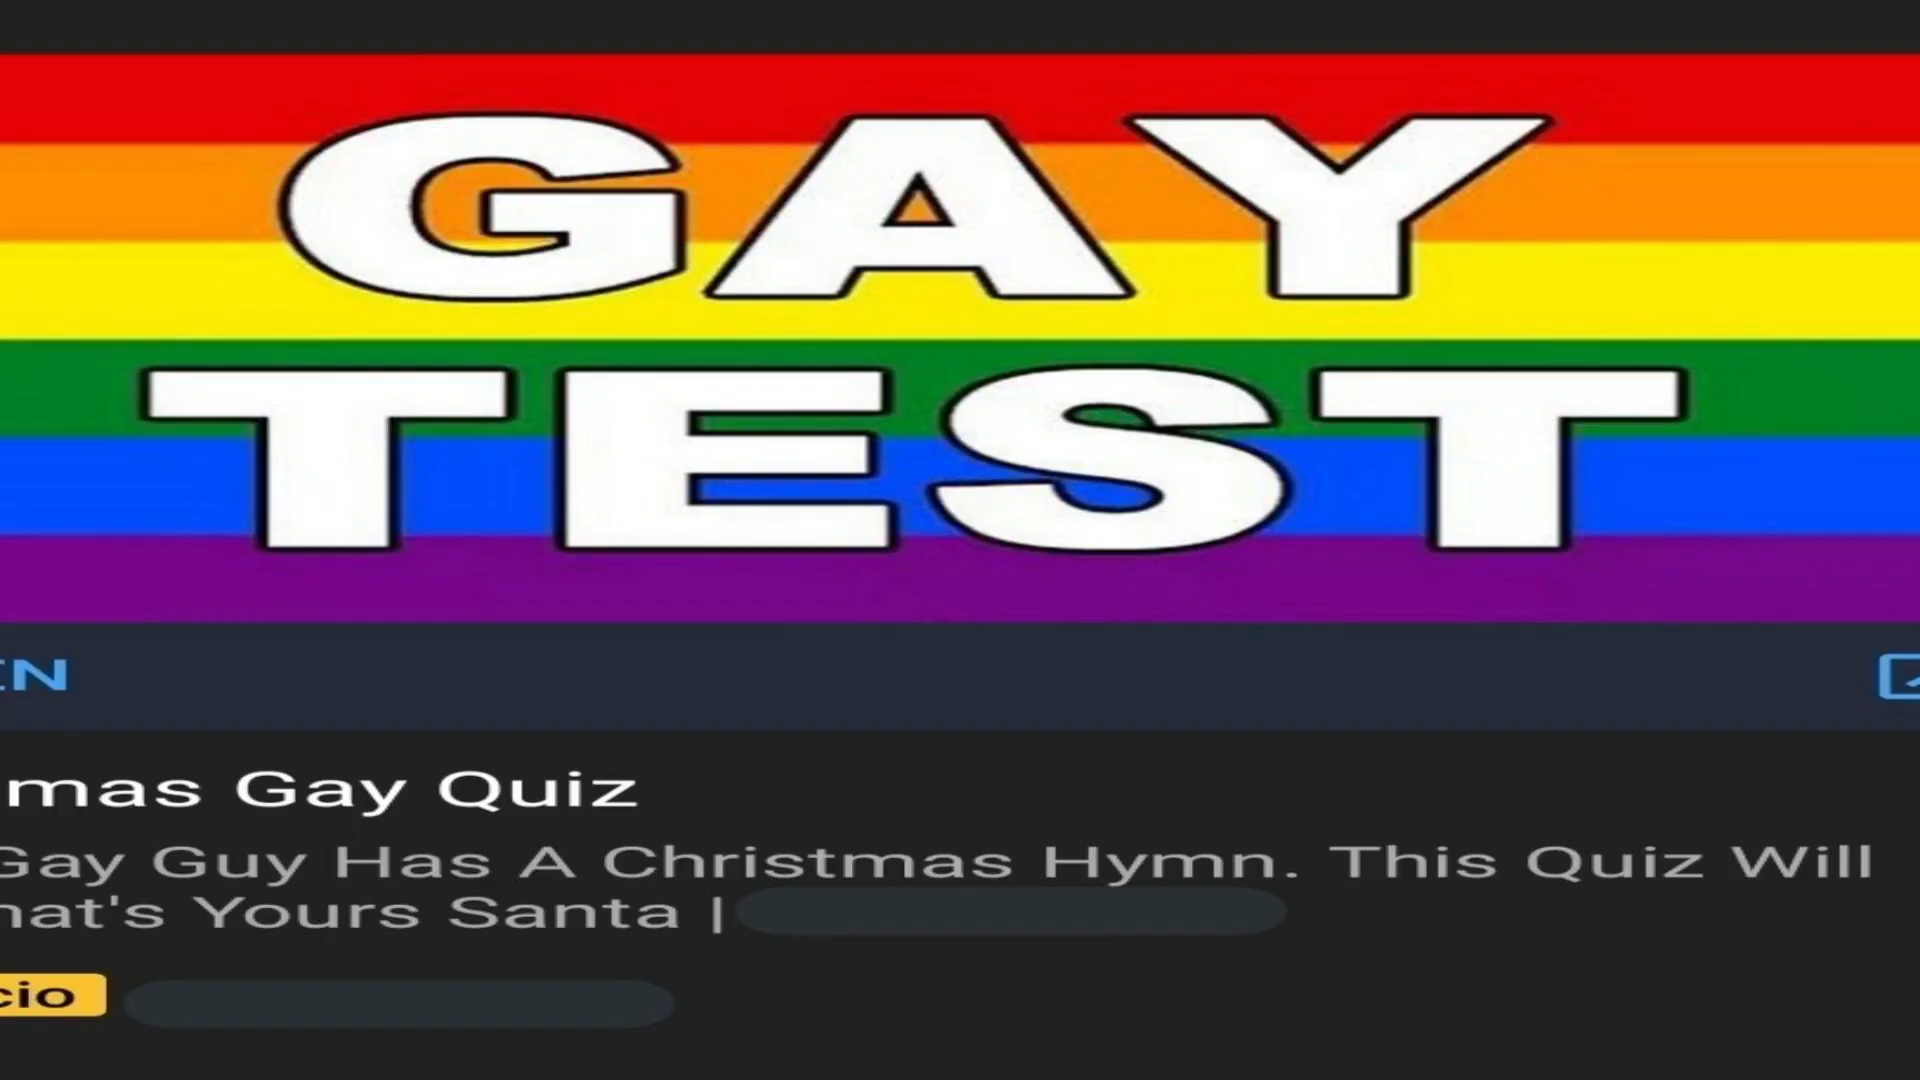 GAY
TEST
EN
mas Gay Quiz
Gay Guy Has A Christmas Hymn. This Quiz Will
hat's Yours Santa |
cio